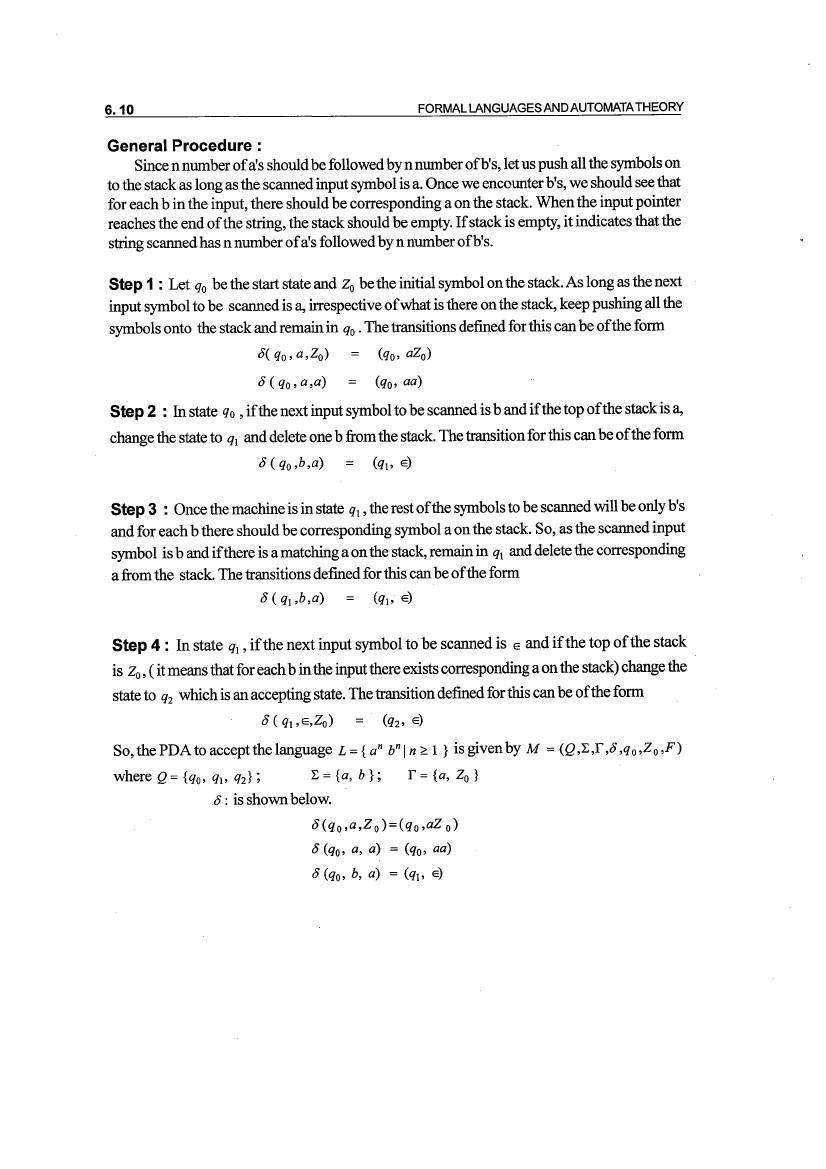 6. 10 FORMAL LANGUAGES AND AUTOMATA THEORY
General Procedure :
Since n number of a's should be followed by n number of b's, let us push all the symbols on
to the stack as long as the scanned input symbol is a. Once we encounter b's, we should see that
for each b in the input, there should be corresponding a on the stack. When the input pointer
reaches the end of the string, the stack should be empty. If stack is empty, it indicates that the
string scanned has n number of a's followed by n number of b's.
Step 1 : Let q₀ be the start state and Z₀ be the initial symbol on the stack. As long as the next
input symbol to be scanned is a, irrespective of what is there on the stack, keep pushing all the
symbols onto the stack and remain in q₀ . The transitions defined for this can be of the form
δ( q₀ , a ,Z₀) = (q₀, aZ₀)
δ ( q₀ , a,a) = (q₀, aa)
Step 2 : In state q₀ , if the next input symbol to be scanned is b and if the top of the stack is a,
change the state to q₁ and delete one b from the stack. The transition for this can be of the form
δ ( q₀ ,b,a) = (q₁, ∈)
Step 3 : Once the machine is in state q₁ , the rest of the symbols to be scanned will be only b's
and for each b there should be corresponding symbol a on the stack. So, as the scanned input
symbol is b and if there is a matching a on the stack, remain in q₁ and delete the corresponding
a from the stack. The transitions defined for this can be of the form
δ ( q₁ ,b,a) = (q₁, ∈)
Step 4 : In state q₁ , if the next input symbol to be scanned is ∈ and if the top of the stack
is Z₀ , ( it means that for each b in the input there exists corresponding a on the stack) change the
state to q₂ which is an accepting state. The transition defined for this can be of the form
δ ( q₁ ,∈,Z₀) = (q₂, ∈)
So, the PDA to accept the language L = { aⁿ bⁿ | n ≥ 1 } is given by M = (Q,Σ,Γ,δ,q₀,Z₀,F)
where Q = {q₀, q₁, q₂} ; Σ = {a, b }; Γ = {a, Z₀ }
δ : is shown below.
δ(q₀,a,Z₀)=(q₀,aZ₀)
δ (q₀, a, a) = (q₀, aa)
δ (q₀, b, a) = (q₁, ∈)